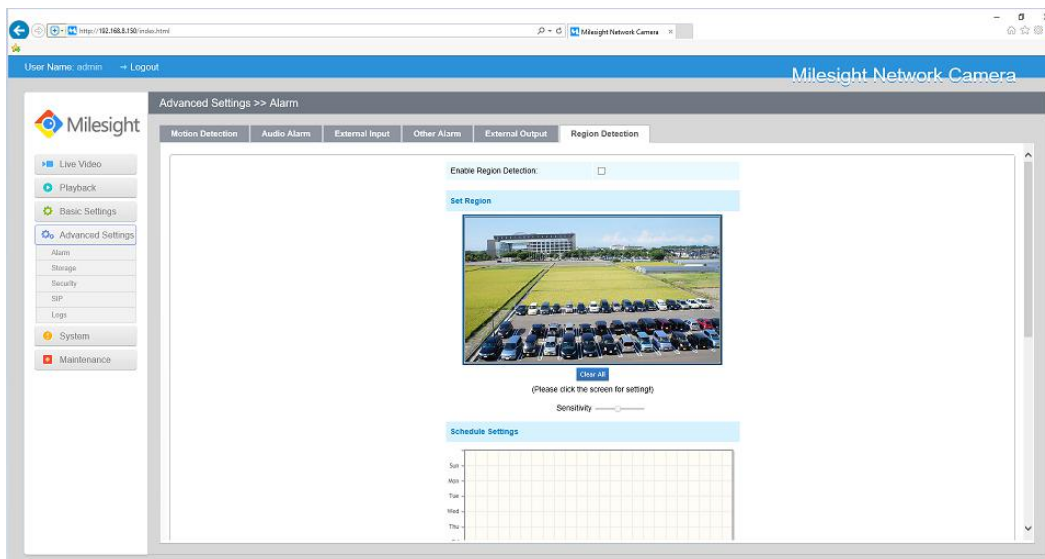 http://192.168.8.150/index.html
Milesight Network Camera
User Name: admin → Logout
Milesight Network Camera
Milesight
Advanced Settings >> Alarm
Motion Detection Audio Alarm External Input Other Alarm External Output Region Detection
Live Video
Playback
Basic Settings
Advanced Settings
Alarm
Storage
Security
SIP
Logs
System
Maintenance
Enable Region Detection:
Set Region
Clear All
(Please click the screen for setting!)
Sensitivity
Schedule Settings
Sun
Mon
Tue
Wed
Thu